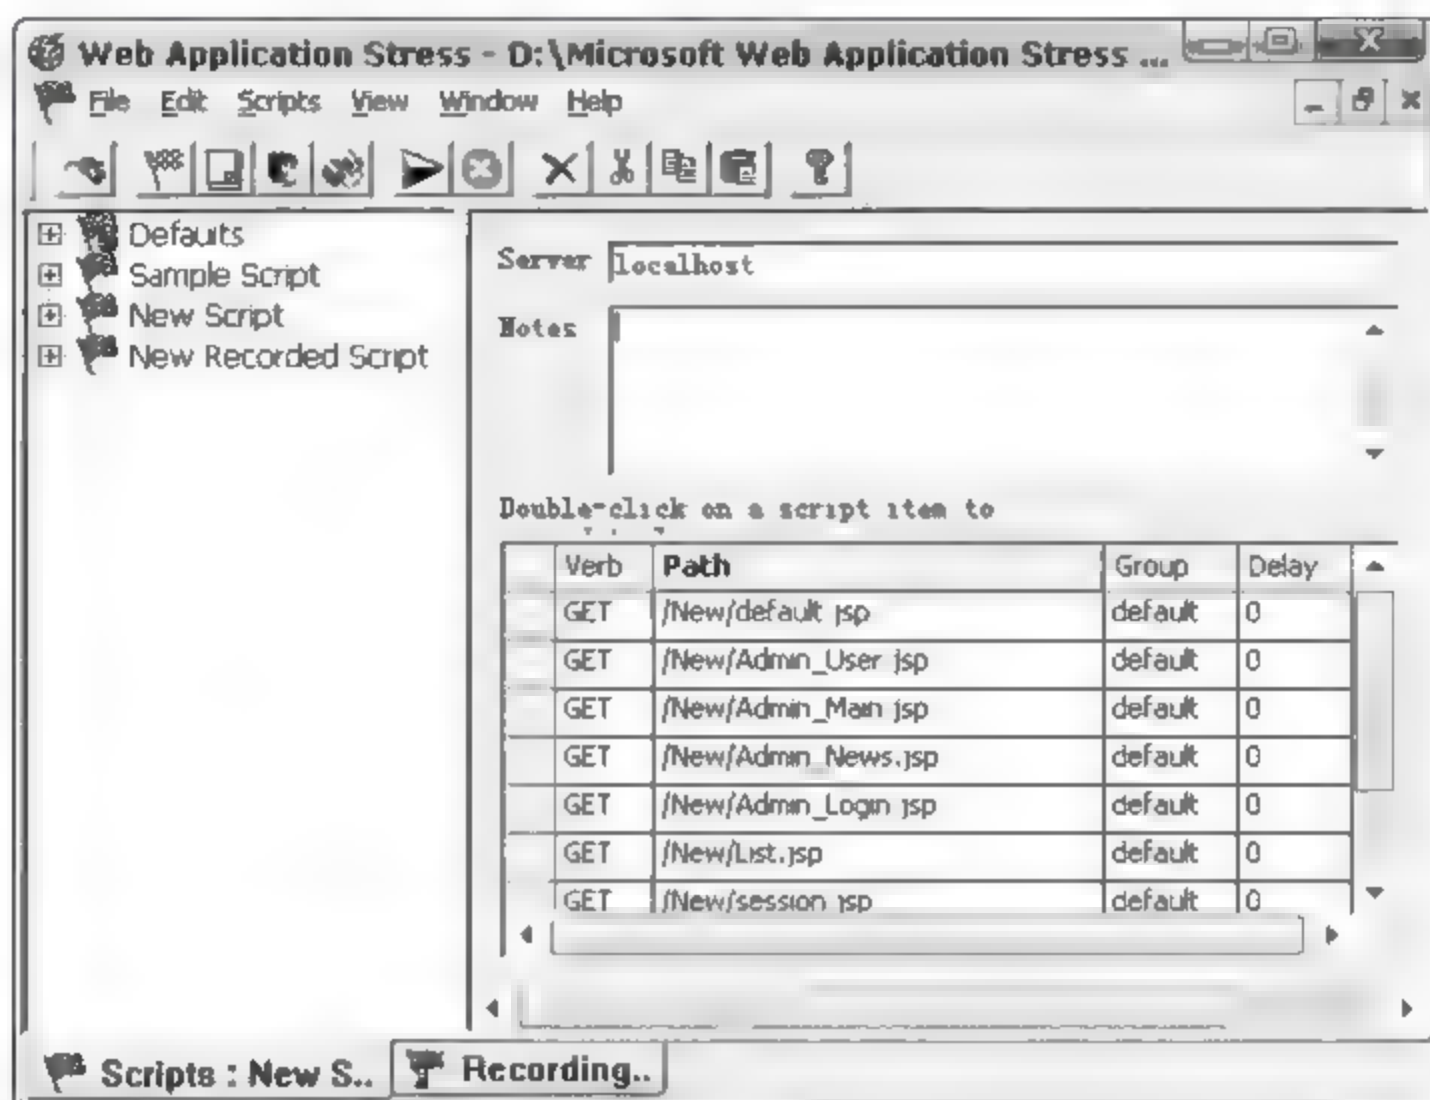 Web Application Stress - D:\Microsoft Web Application Stress ...
File Edit Scripts View Window Help
Defaults
Sample Script
New Script
New Recorded Script
Server localhost
Notes
Double-click on a script item to
Verb Path Group Delay
GET /New/default.jsp default 0
GET /New/Admin_User.jsp default 0
GET /New/Admin_Main.jsp default 0
GET /New/Admin_News.jsp default 0
GET /New/Admin_Login.jsp default 0
GET /New/List.jsp default 0
GET /New/session.jsp default 0
Scripts : New S.. Recording..